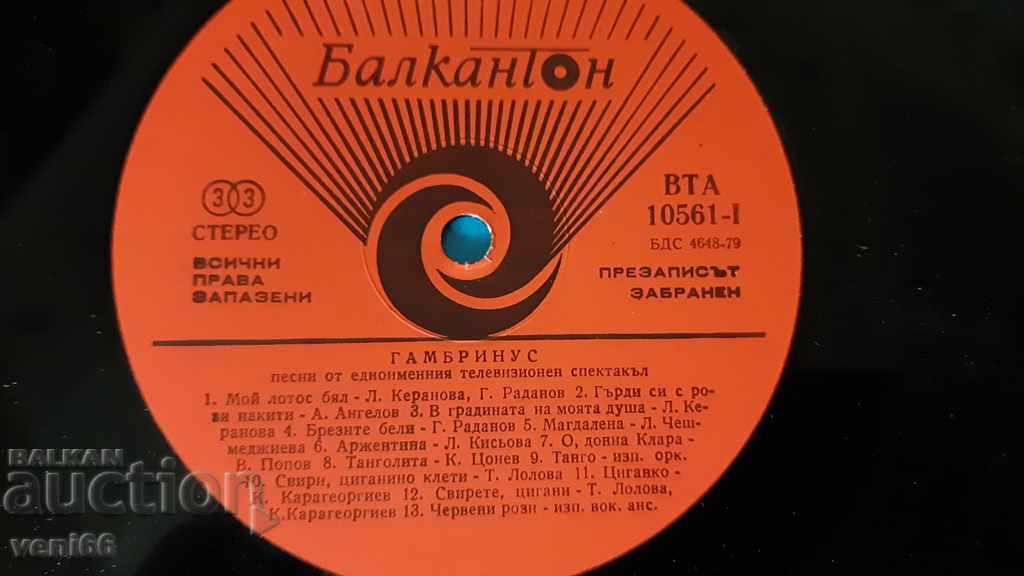 Балкантон
33
СТЕРЕО
ВСИЧНИ
ПРАВА
ЗАПАЗЕНИ
ВТА
10561-I
БДС 4648-79
ПРЕЗАПИСЪТ
ЗАБРАНЕН
ГАМБРИНУС
песни от едноименния телевизионен спектакъл
1. Мой лотос бял - Л. Керанова, Г. Раданов 2. Гърди си с ро-
зи накити - А. Ангелов 3. В градината на моята душа - Л. Ке-
ранова 4. Брезите бели - Г. Раданов 5. Магдалена - Л. Чеш-
меджиева 6. Аржентина - Л. Кисьова 7. О, донна Клара -
В. Попов 8. Танголита - К. Цонев 9. Танго - изп. орк.
10. Свири, циганино клети - Т. Лолова 11. Циганко -
К. Карагеоргиев 12. Свирете, цигани - Т. Лолова,
К.Карагеоргиев 13. Червени рози - изп. вок. анс.
BALKAN
auction
veni66